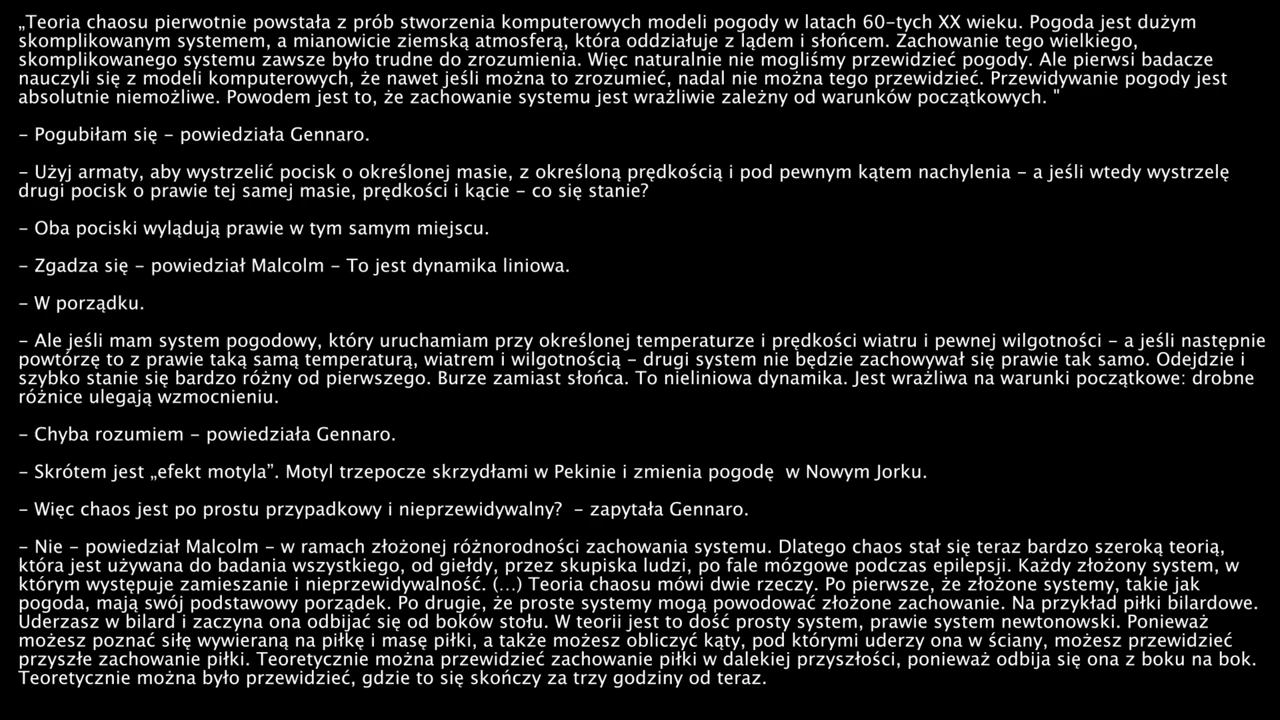 „Teoria chaosu pierwotnie powstała z prób stworzenia komputerowych modeli pogody w latach 60-tych XX wieku. Pogoda jest dużym
skomplikowanym systemem, a mianowicie ziemską atmosferą, która oddziałuje z lądem i słońcem. Zachowanie tego wielkiego,
skomplikowanego systemu zawsze było trudne do zrozumienia. Więc naturalnie nie mogliśmy przewidzieć pogody. Ale pierwsi badacze
nauczyli się z modeli komputerowych, że nawet jeśli można to zrozumieć, nadal nie można tego przewidzieć. Przewidywanie pogody jest
absolutnie niemożliwe. Powodem jest to, że zachowanie systemu jest wrażliwie zależny od warunków początkowych. "
- Pogubiłam się - powiedziała Gennaro.
- Użyj armaty, aby wystrzelić pocisk o określonej masie, z określoną prędkością i pod pewnym kątem nachylenia - a jeśli wtedy wystrzelę
drugi pocisk o prawie tej samej masie, prędkości i kącie - co się stanie?
- Oba pociski wylądują prawie w tym samym miejscu.
- Zgadza się - powiedział Malcolm - To jest dynamika liniowa.
- W porządku.
- Ale jeśli mam system pogodowy, który uruchamiam przy określonej temperaturze i prędkości wiatru i pewnej wilgotności - a jeśli następnie
powtórzę to z prawie taką samą temperaturą, wiatrem i wilgotnością - drugi system nie będzie zachowywał się prawie tak samo. Odejdzie i
szybko stanie się bardzo różny od pierwszego. Burze zamiast słońca. To nieliniowa dynamika. Jest wrażliwa na warunki początkowe: drobne
różnice ulegają wzmocnieniu.
- Chyba rozumiem - powiedziała Gennaro.
- Skrótem jest „efekt motyla”. Motyl trzepocze skrzydłami w Pekinie i zmienia pogodę  w Nowym Jorku.
- Więc chaos jest po prostu przypadkowy i nieprzewidywalny?  - zapytała Gennaro.
- Nie - powiedział Malcolm - w ramach złożonej różnorodności zachowania systemu. Dlatego chaos stał się teraz bardzo szeroką teorią,
która jest używana do badania wszystkiego, od giełdy, przez skupiska ludzi, po fale mózgowe podczas epilepsji. Każdy złożony system, w
którym występuje zamieszanie i nieprzewidywalność. (...) Teoria chaosu mówi dwie rzeczy. Po pierwsze, że złożone systemy, takie jak
pogoda, mają swój podstawowy porządek. Po drugie, że proste systemy mogą powodować złożone zachowanie. Na przykład piłki bilardowe.
Uderzasz w bilard i zaczyna ona odbijać się od boków stołu. W teorii jest to dość prosty system, prawie system newtonowski. Ponieważ
możesz poznać siłę wywieraną na piłkę i masę piłki, a także możesz obliczyć kąty, pod którymi uderzy ona w ściany, możesz przewidzieć
przyszłe zachowanie piłki. Teoretycznie można przewidzieć zachowanie piłki w dalekiej przyszłości, ponieważ odbija się ona z boku na bok.
Teoretycznie można było przewidzieć, gdzie to się skończy za trzy godziny od teraz.